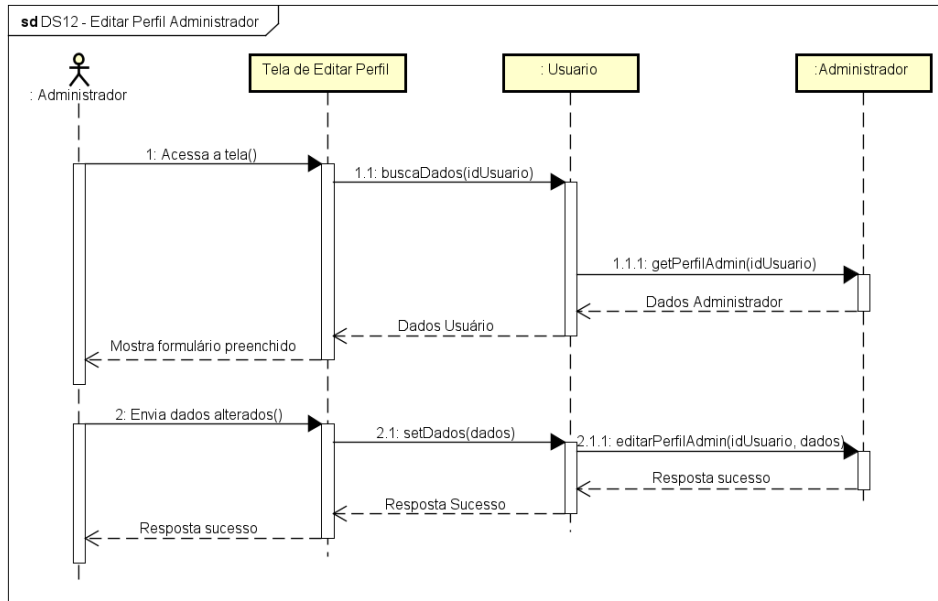 sd DS12 - Editar Perfil Administrador
: Administrador
Tela de Editar Perfil
: Usuario
:Administrador
1: Acessa a tela()
1.1: buscaDados(idUsuario)
1.1.1: getPerfilAdmin(idUsuario)
Dados Administrador
Dados Usuário
Mostra formulário preenchido
2: Envia dados alterados()
2.1: setDados(dados)
2.1.1: editarPerfilAdmin(idUsuario, dados)
Resposta sucesso
Resposta Sucesso
Resposta sucesso